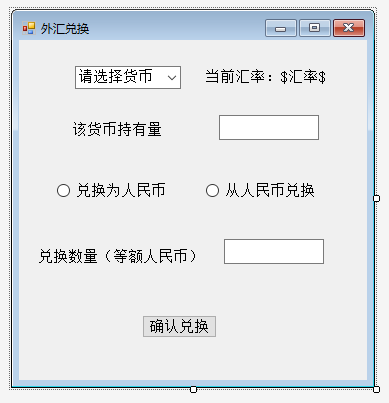 外汇兑换
请选择货币 当前汇率：$汇率$
该货币持有量
兑换为人民币 从人民币兑换
兑换数量（等额人民币）
确认兑换